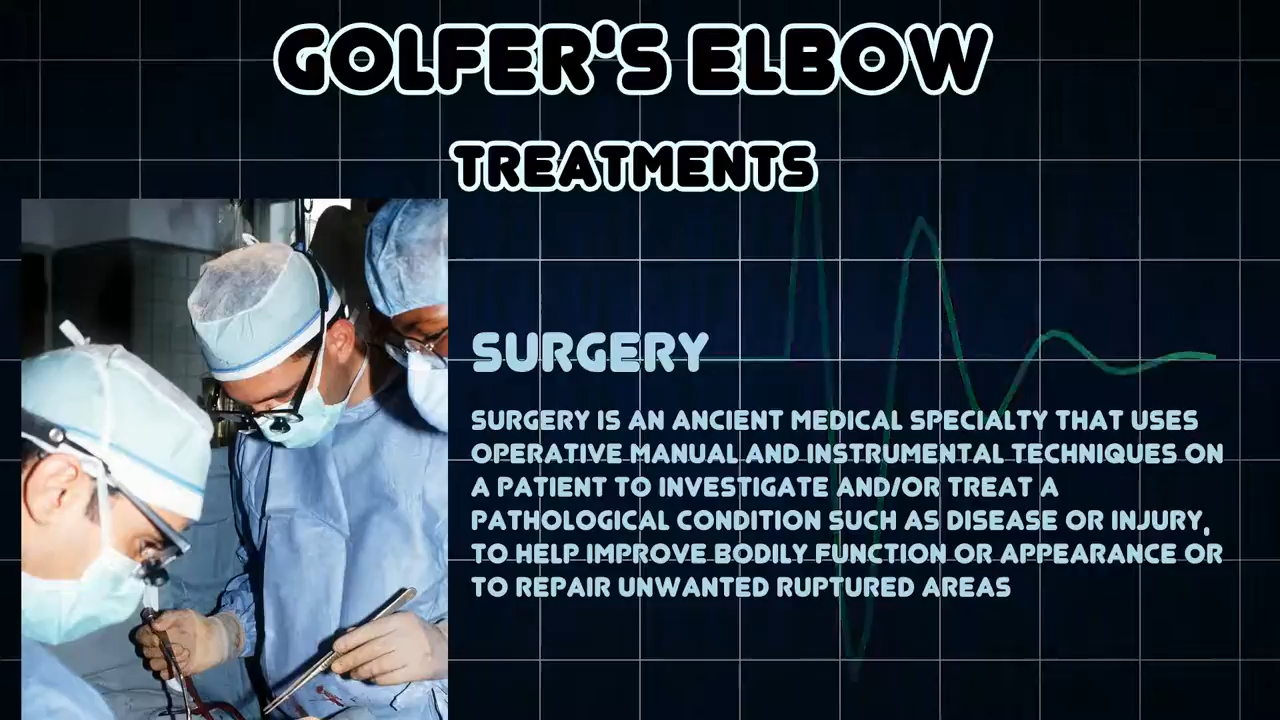 GOLFER'S ELBOW
TREATMENTS
SURGERY
SURGERY IS AN ANCIENT MEDICAL SPECIALTY THAT USES
OPERATIVE MANUAL AND INSTRUMENTAL TECHNIQUES ON
A PATIENT TO INVESTIGATE AND/OR TREAT A
PATHOLOGICAL CONDITION SUCH AS DISEASE OR INJURY,
TO HELP IMPROVE BODILY FUNCTION OR APPEARANCE OR
TO REPAIR UNWANTED RUPTURED AREAS